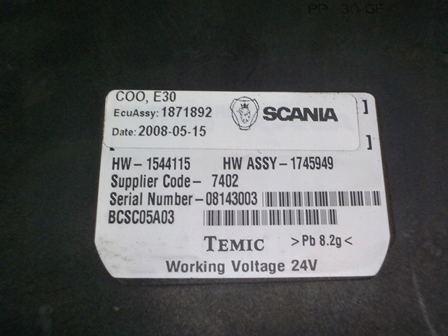 COO, E30
EcuAssy: 1871892
SCANIA
Date: 2008-05-15
HW-1544115 HW ASSY-1745949
Supplier Code- 7402
Serial Number-08143003
BCSC05A03
TEMIC >Pb 8.2g<
Working Voltage 24V